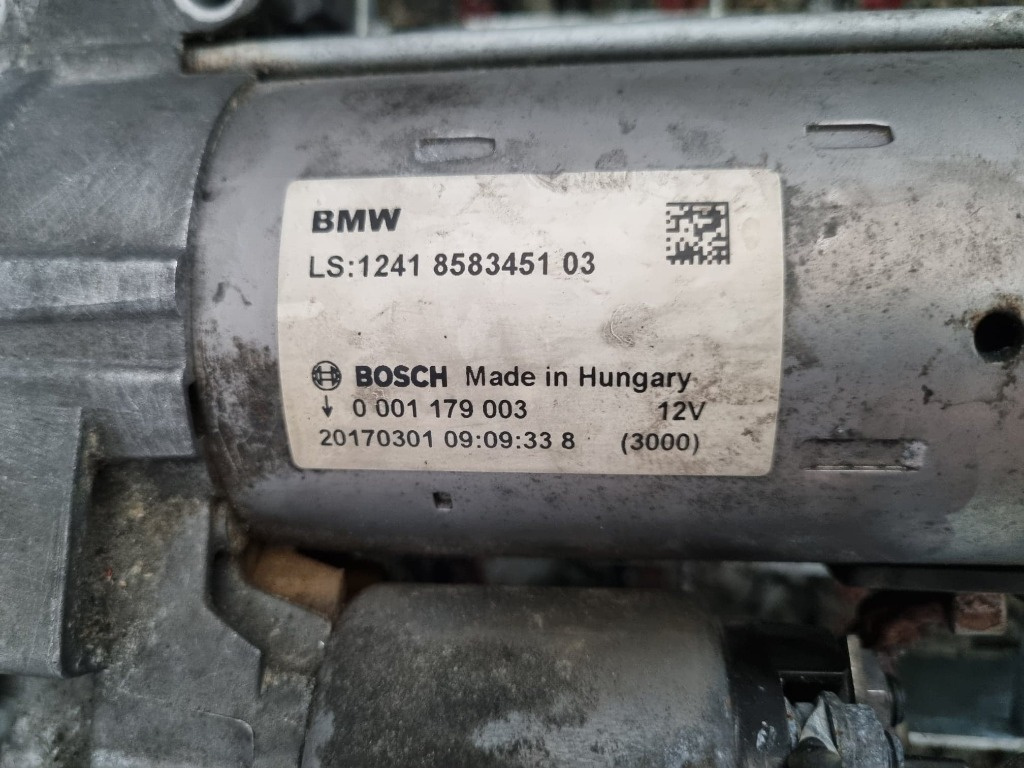 BMW
LS:1241 8583451 03
BOSCH Made in Hungary
↓ 0 001 179 003 12V
20170301 09:09:33 8 (3000)